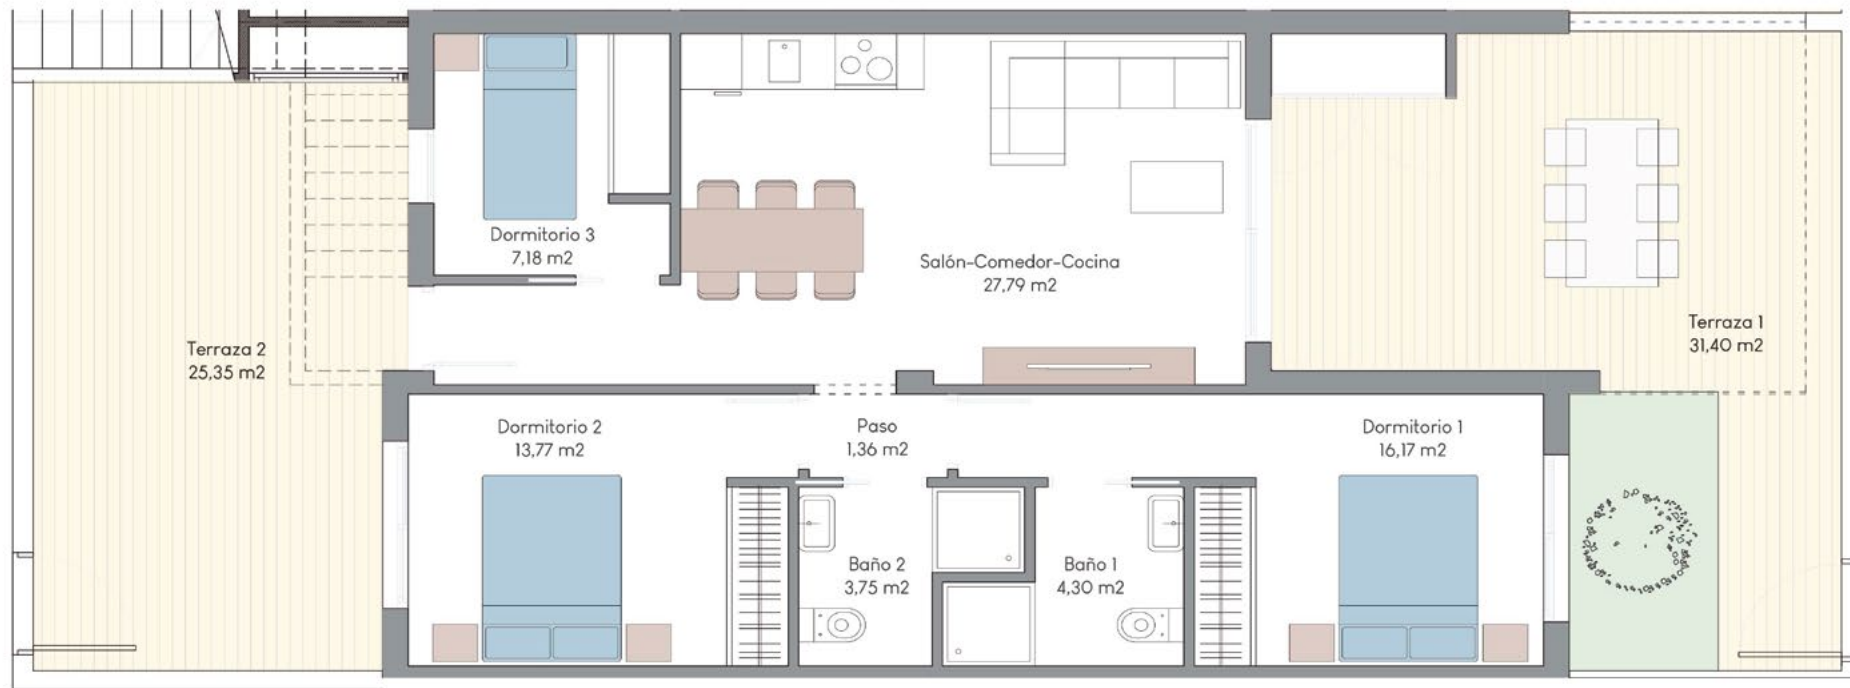 Dormitorio 3
7,18 m2
Salón-Comedor-Cocina
27,79 m2
Terraza 1
31,40 m2
Terraza 2
25,35 m2
Dormitorio 2
13,77 m2
Paso
1,36 m2
Dormitorio 1
16,17 m2
Baño 2
3,75 m2
Baño 1
4,30 m2